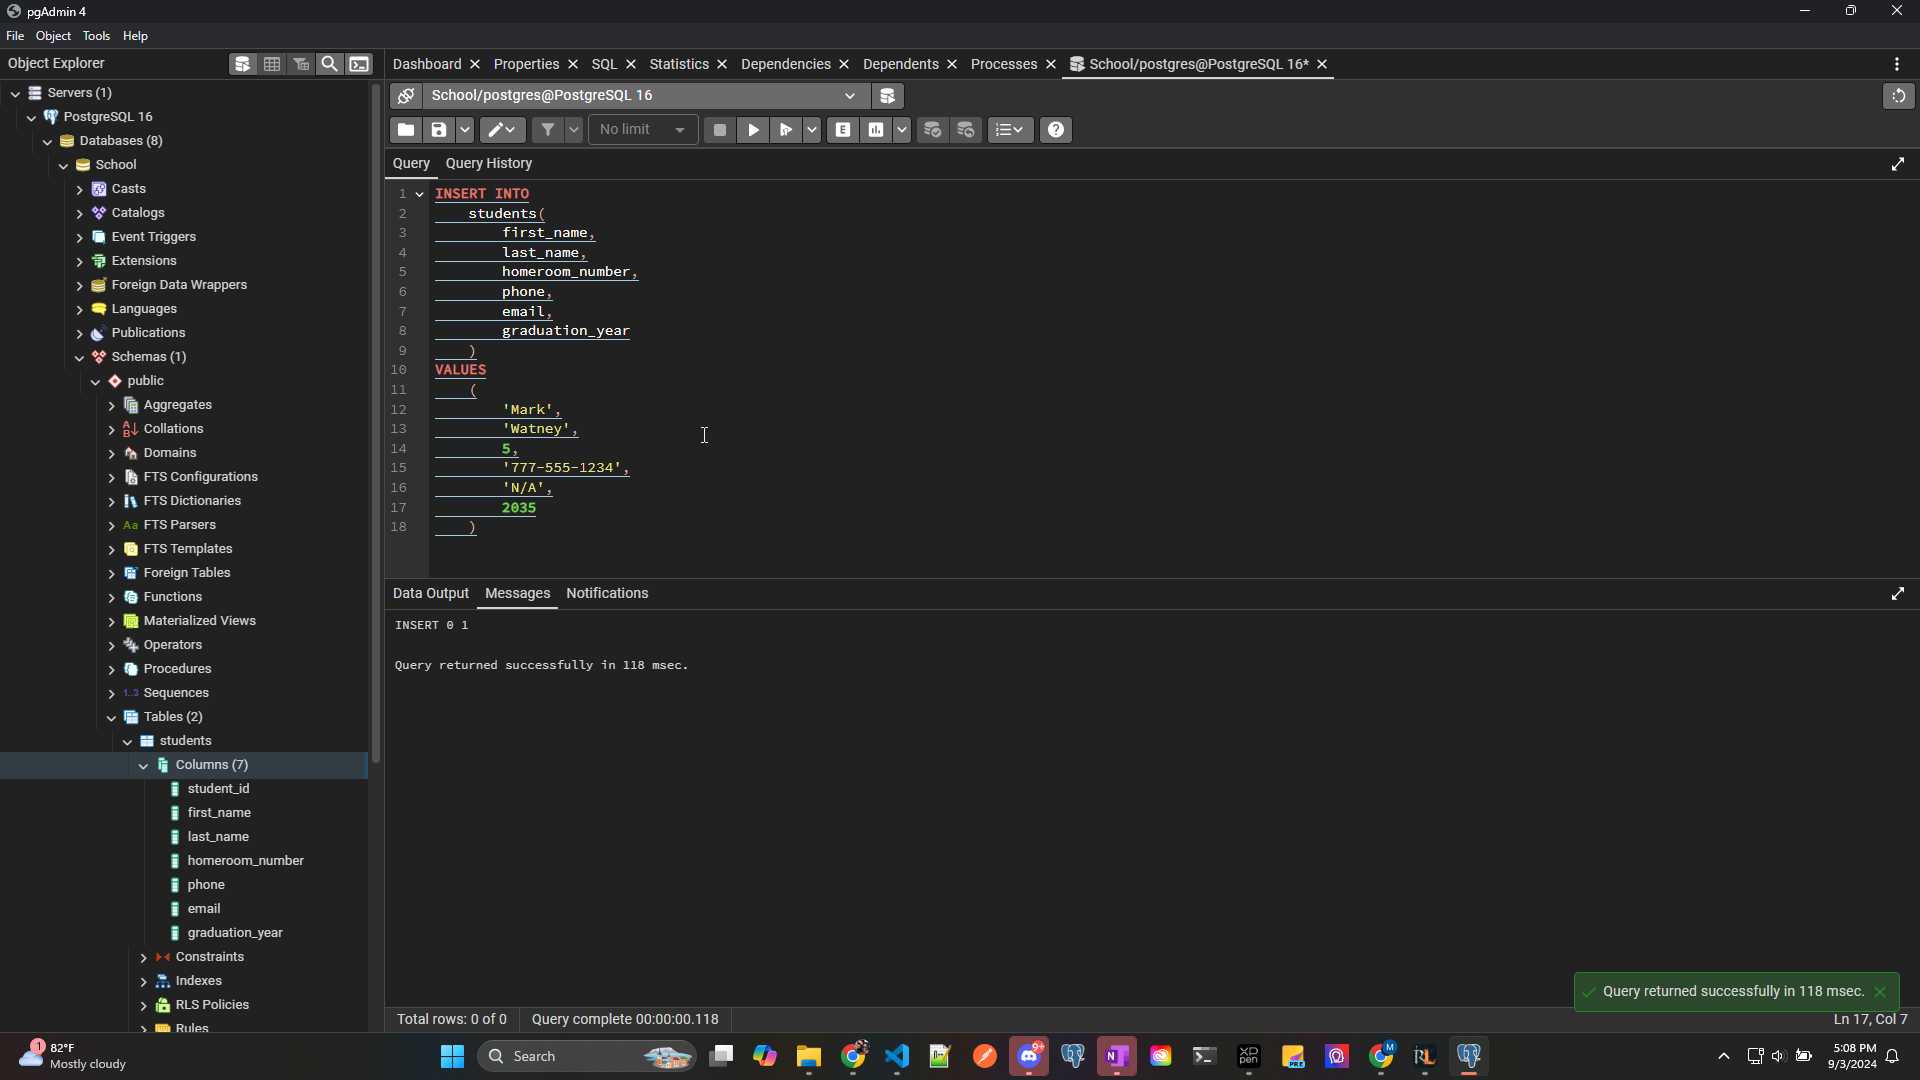 pgAdmin 4
File Object Tools Help
Object Explorer
Dashboard Properties SQL Statistics Dependencies Dependents Processes School/postgres@PostgreSQL 16*
Servers (1)
PostgreSQL 16
Databases (8)
School
Casts
Catalogs
Event Triggers
Extensions
Foreign Data Wrappers
Languages
Publications
Schemas (1)
public
Aggregates
Collations
Domains
FTS Configurations
FTS Dictionaries
FTS Parsers
FTS Templates
Foreign Tables
Functions
Materialized Views
Operators
Procedures
Sequences
Tables (2)
students
Columns (7)
student_id
first_name
last_name
homeroom_number
phone
email
graduation_year
Constraints
Indexes
RLS Policies
Rules
School/postgres@PostgreSQL 16
No limit
Query Query History
1 INSERT INTO
2 students(
3 first_name,
4 last_name,
5 homeroom_number,
6 phone,
7 email,
8 graduation_year
9 )
10 VALUES
11 (
12 'Mark',
13 'Watney',
14 5,
15 '777-555-1234',
16 'N/A',
17 2035
18 )
Data Output Messages Notifications
INSERT 0 1
Query returned successfully in 118 msec.
Query returned successfully in 118 msec.
Total rows: 0 of 0 Query complete 00:00:00.118 Ln 17, Col 7
1
82°F
Mostly cloudy
Search
9+
5:08 PM
9/3/2024